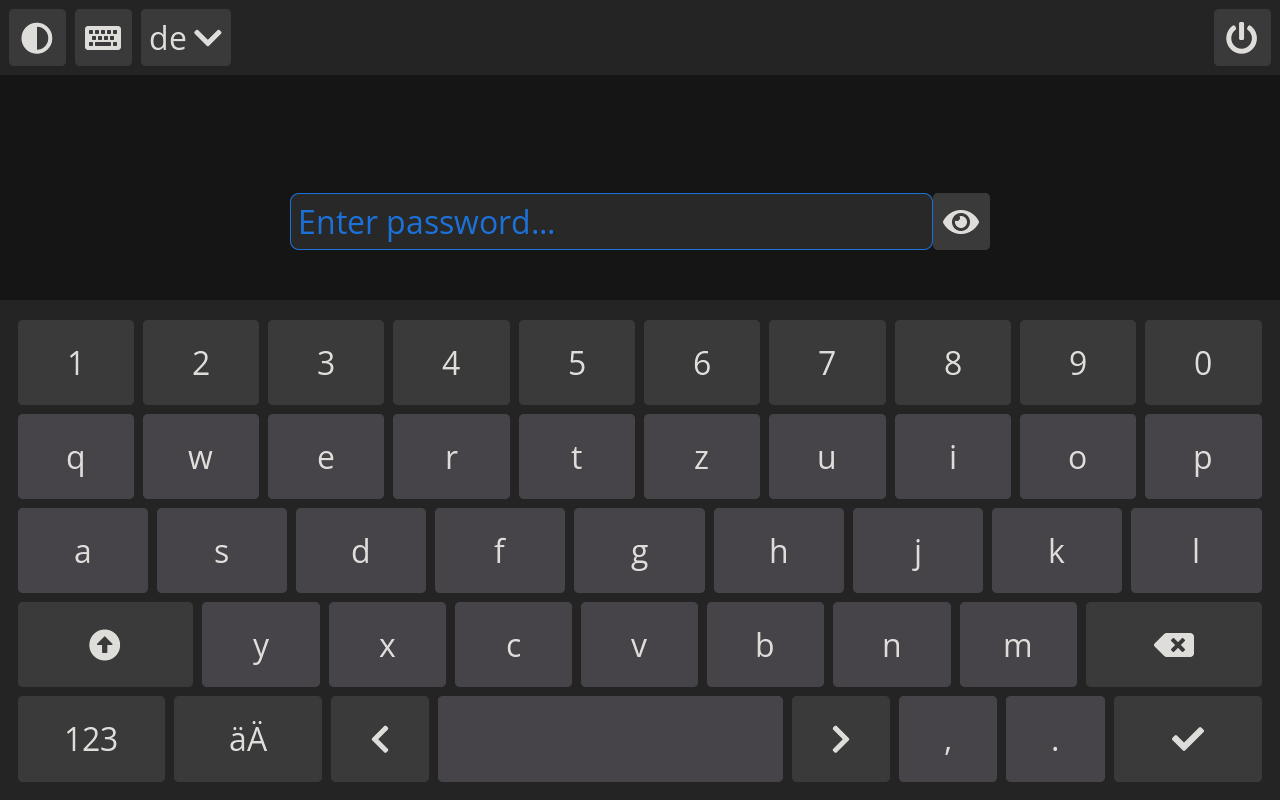 de
Enter password...
1 2 3 4 5 6 7 8 9 0
q w e r t z u i o p
a s d f g h j k l
y x c v b n m
123 äÄ , .